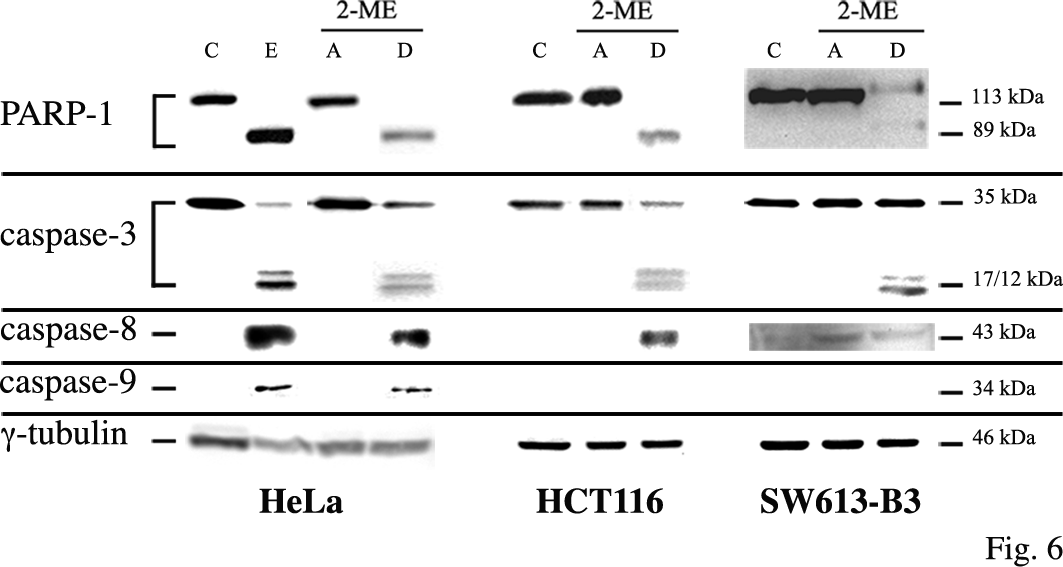 2-ME 2-ME 2-ME
C E A D C A D C A D
PARP-1 113 kDa
89 kDa
caspase-3 35 kDa
17/12 kDa
caspase-8 43 kDa
caspase-9 34 kDa
γ-tubulin 46 kDa
HeLa HCT116 SW613-B3
Fig. 6